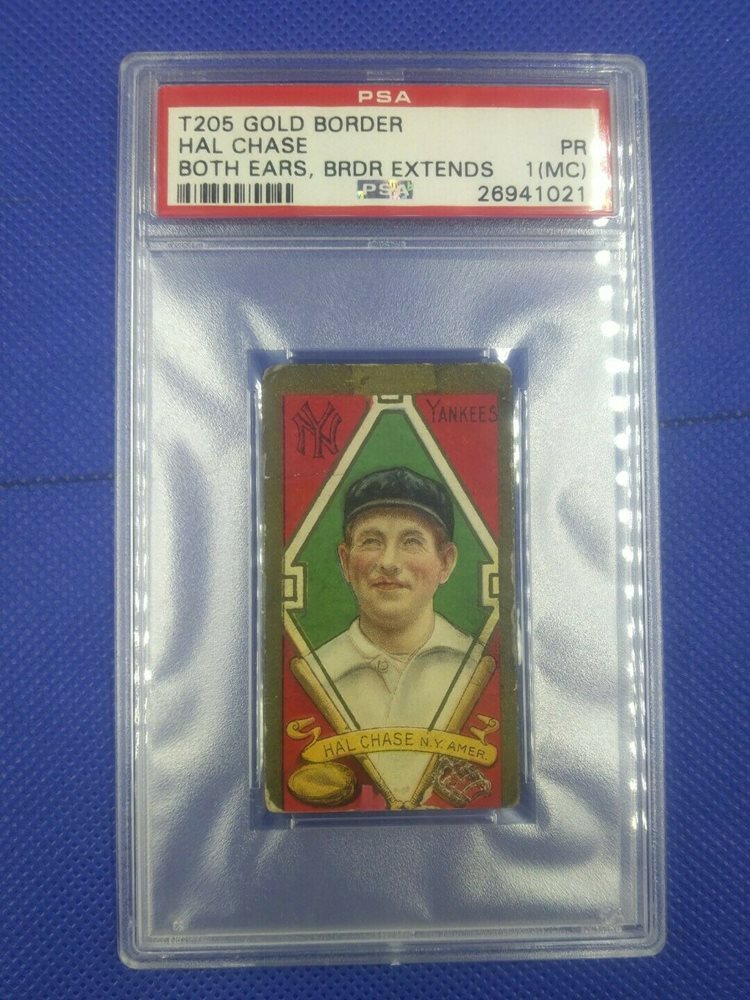 PSA
T205 GOLD BORDER
HAL CHASE PR
BOTH EARS, BRDR EXTENDS 1(MC)
PSA 26941021
NY YANKEES
HAL CHASE N.Y. AMER.